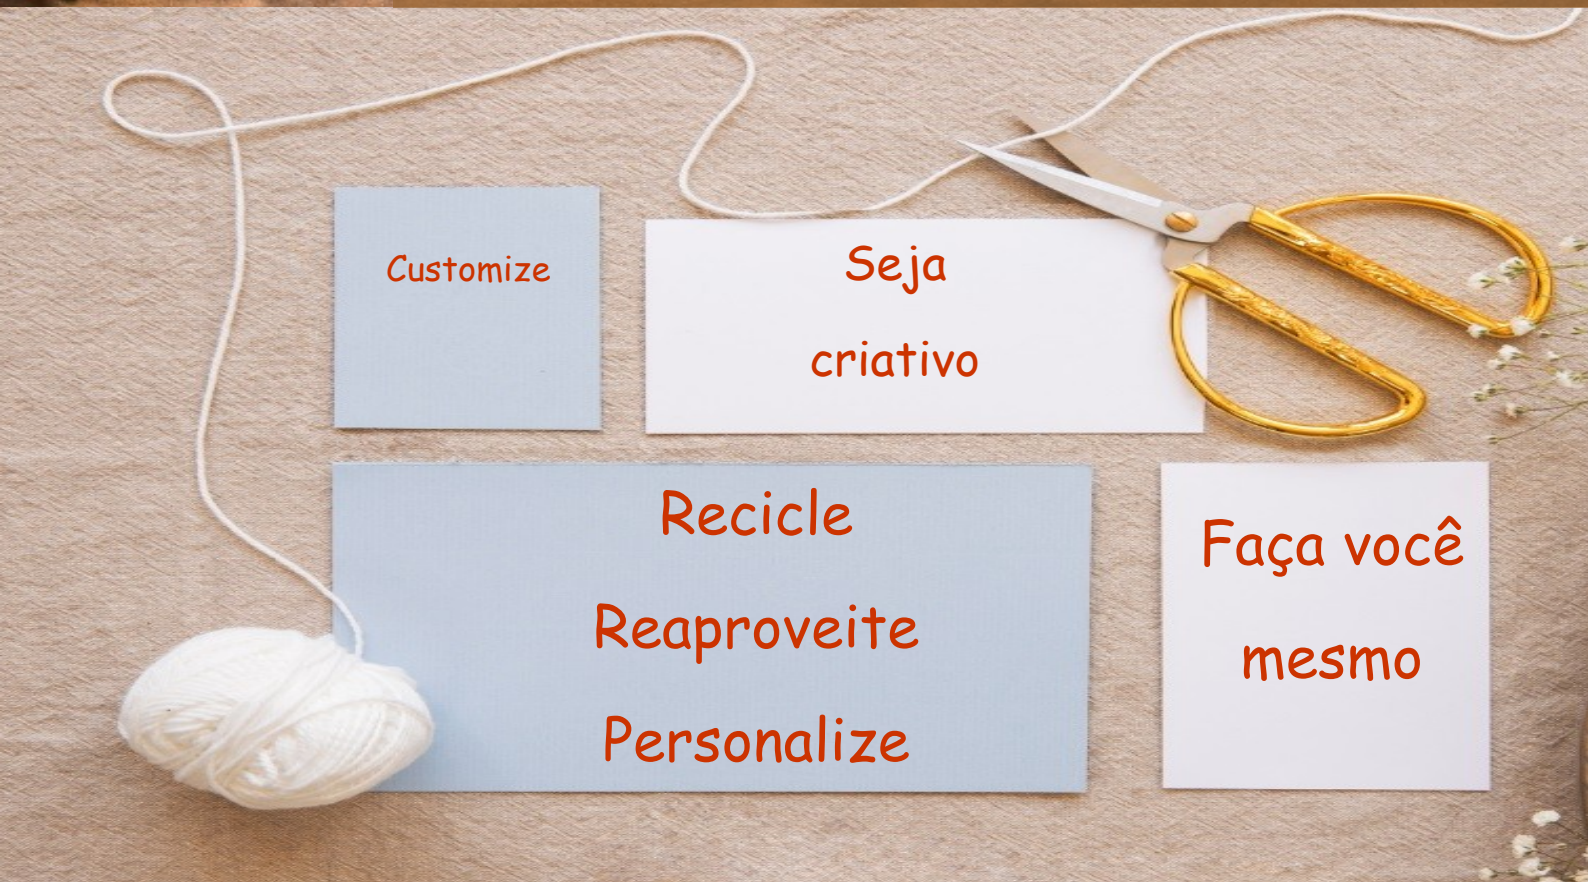 Customize
Seja
criativo
Recicle
Reaproveite
Personalize
Faça você
mesmo